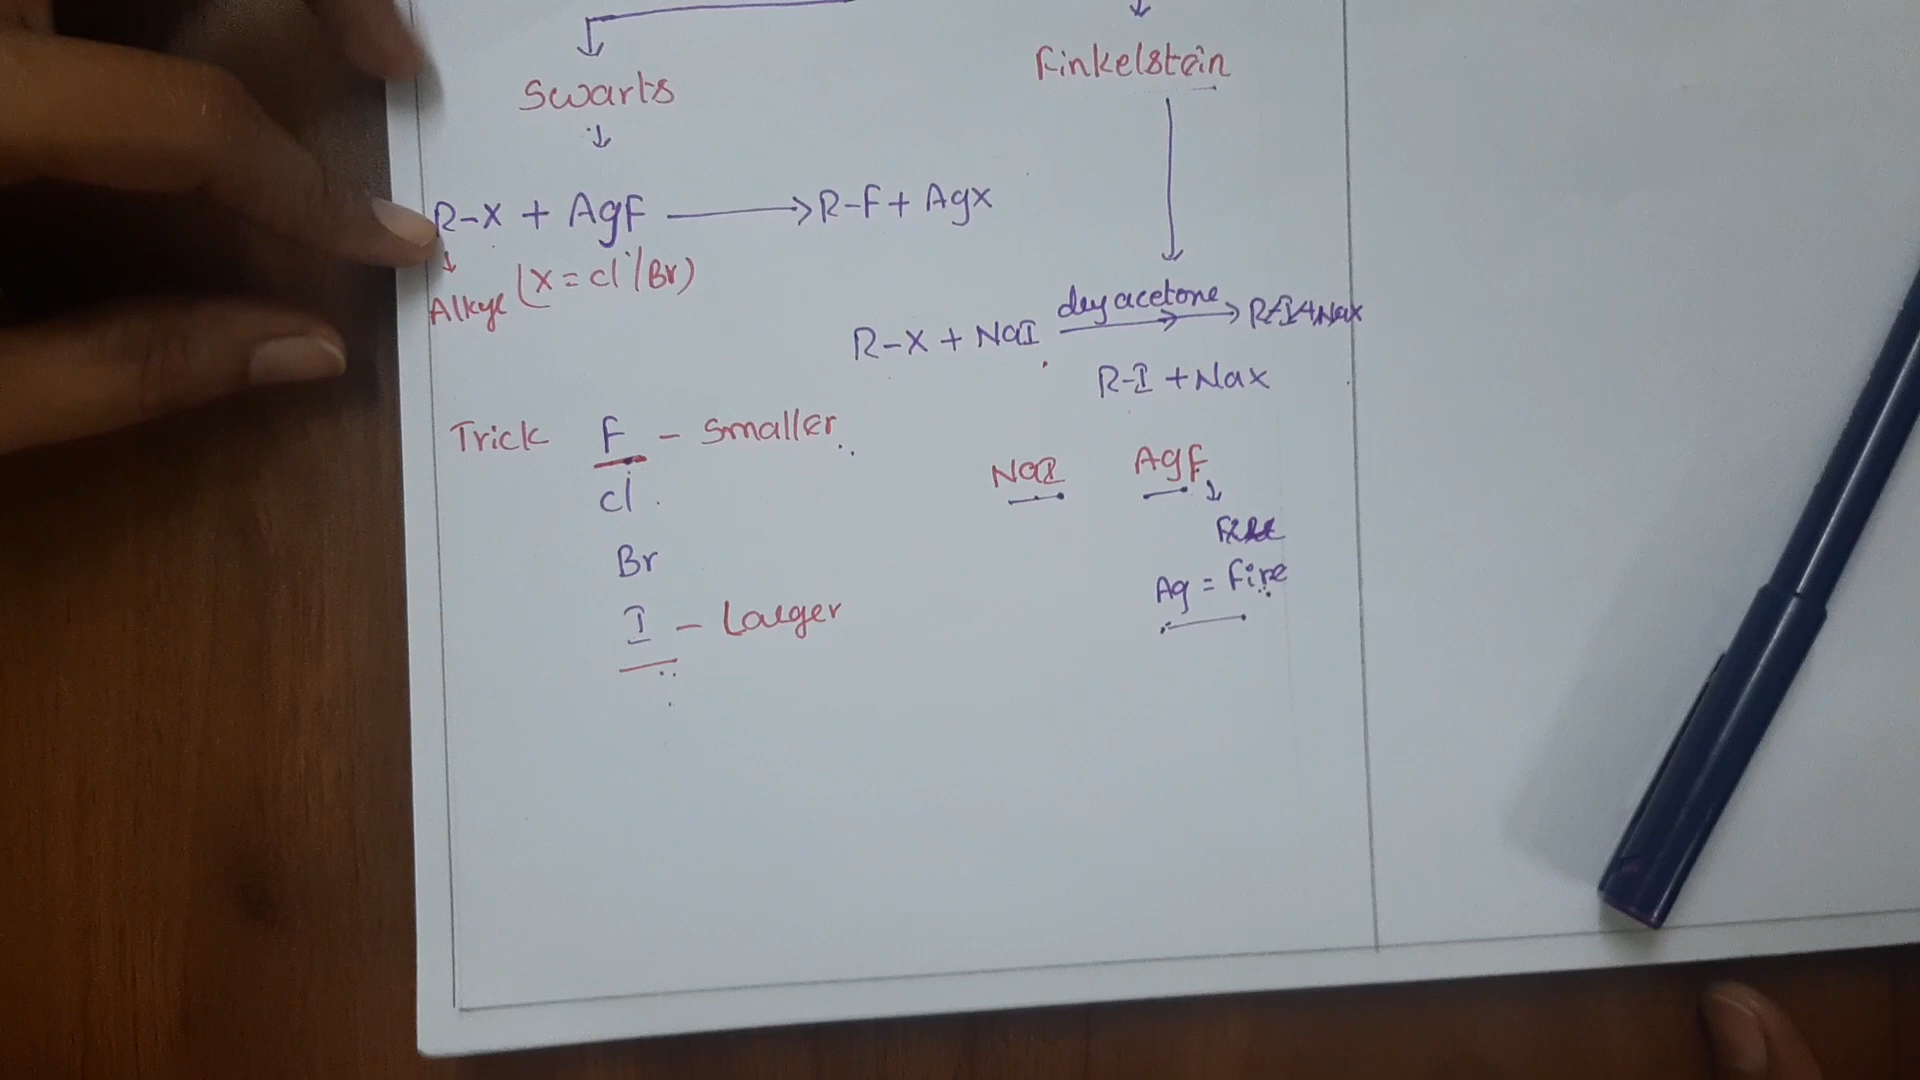 Swarts
Finkelstein
R-X + AgF → R-F + AgX
Alkyl (X = Cl/Br)
R-X + NaI dry acetone → R-I + NaX
R-I + NaX
Trick F - Smaller
Cl
Br
I - Larger
NaI AgF
Ag = Fire